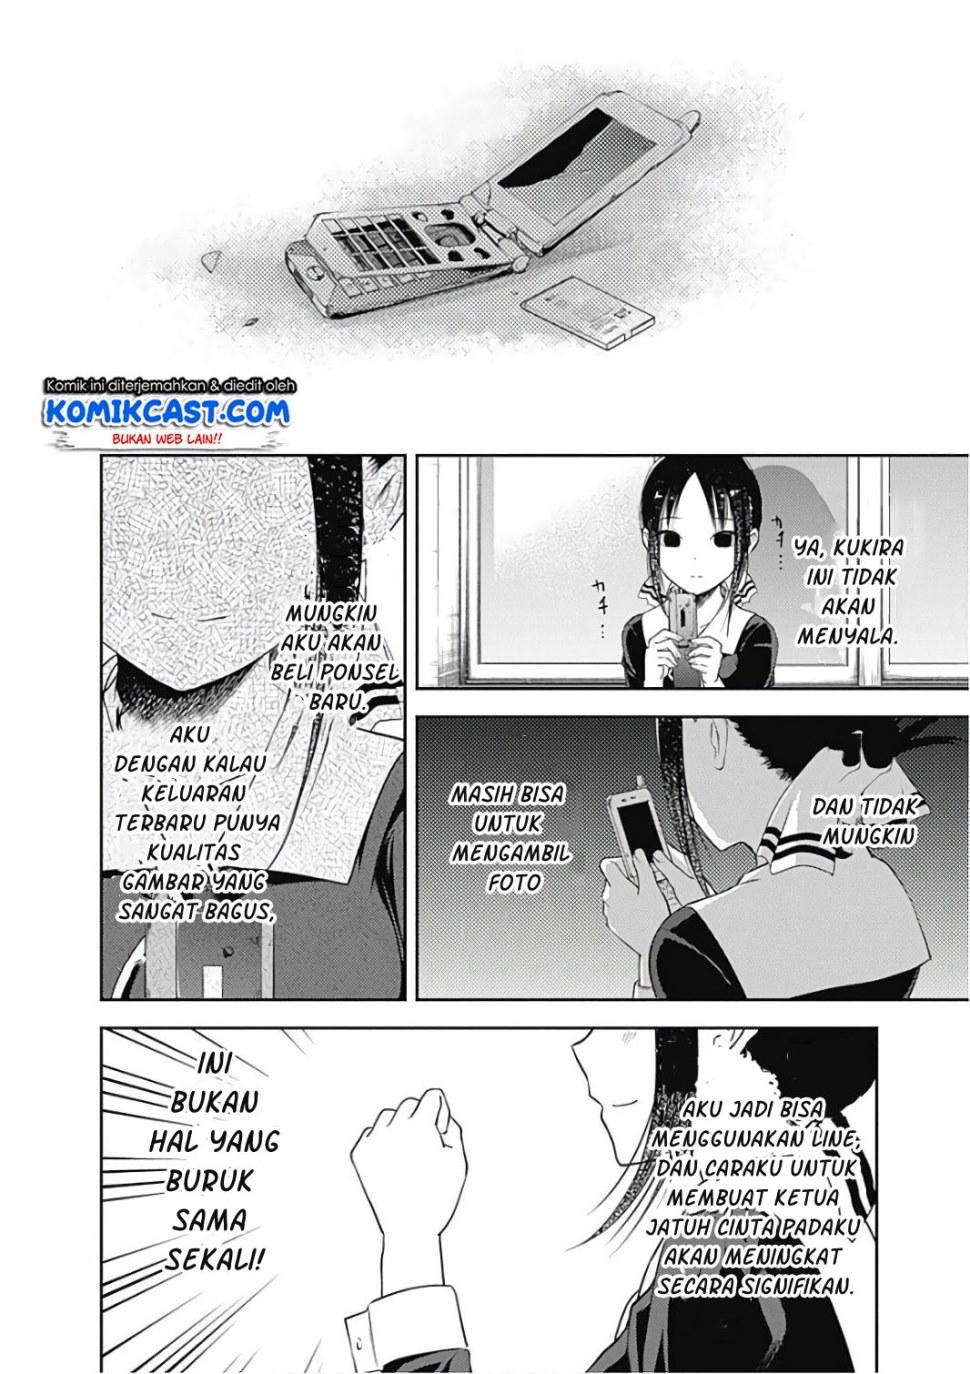 Komik ini diterjemahkan & diedit oleh
KOMIKCAST.COM
BUKAN WEB LAIN!!
YA, KUKIRA
INI TIDAK
AKAN
MENYALA.
カチ…
カチ…
DAN TIDAK
MUNGKIN
MASIH BISA
UNTUK
MENGAMBIL
FOTO
MUNGKIN
AKU AKAN
BELI PONSEL
BARU.
AKU
DENGAN KALAU
KELUARAN
TERBARU PUNYA
KUALITAS
GAMBAR YANG
SANGAT BAGUS,
AKU JADI BISA
MENGGUNAKAN LINE,
DAN CARAKU UNTUK
MEMBUAT KETUA
JATUH CINTA PADAKU
AKAN MENINGKAT
SECARA SIGNIFIKAN.
INI
BUKAN
HAL YANG
BURUK
SAMA
SEKALI!